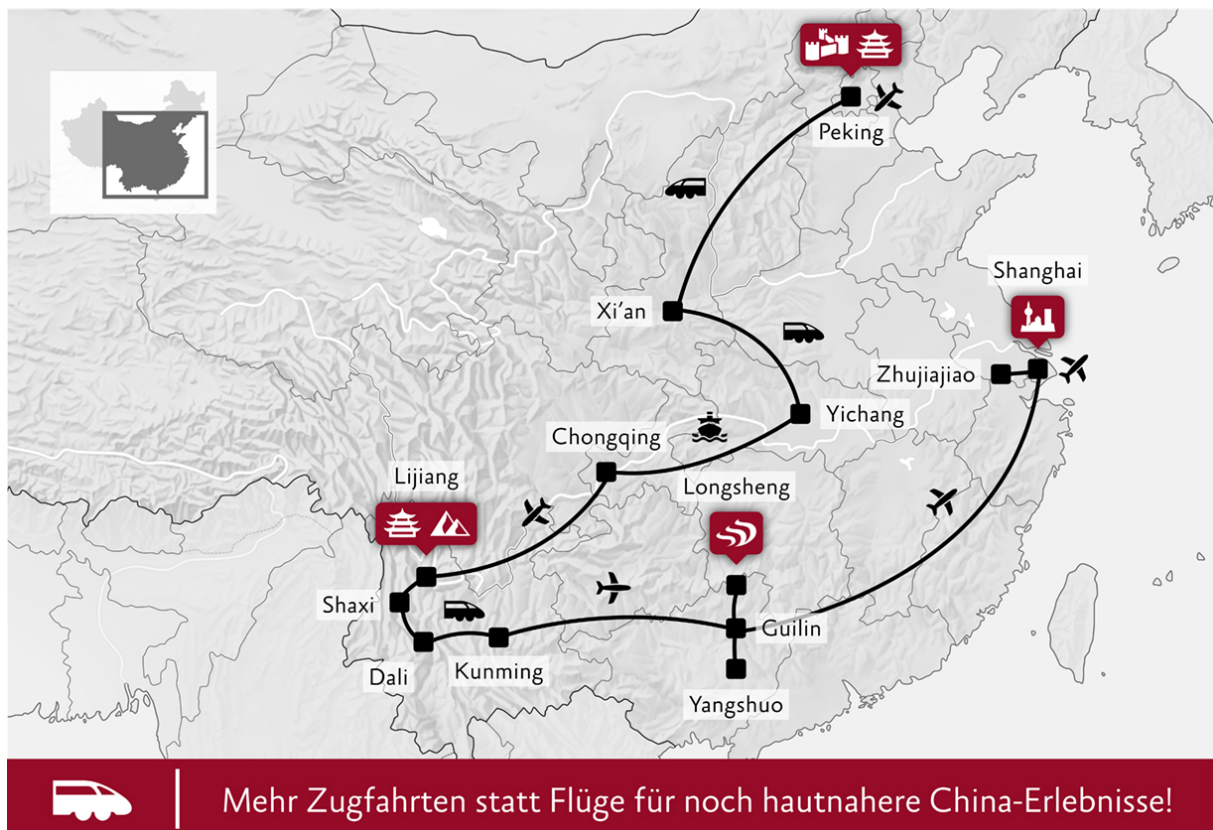 Peking
Shanghai
Xi’an
Zhujiajiao
Yichang
Chongqing
Lijiang
Longsheng
Shaxi
Guilin
Dali
Kunming
Yangshuo
Mehr Zugfahrten statt Flüge für noch hautnahere China-Erlebnisse!